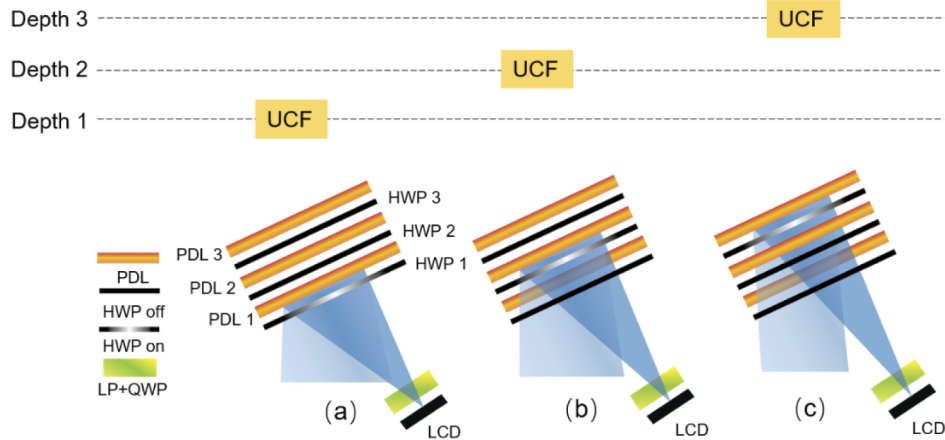 Depth 3
UCF
Depth 2
UCF
Depth 1
UCF
HWP 3
HWP 2
HWP 1
PDL 3
PDL 2
PDL 1
PDL
HWP off
HWP on
LP+QWP
(a)
LCD
(b)
LCD
(c)
LCD